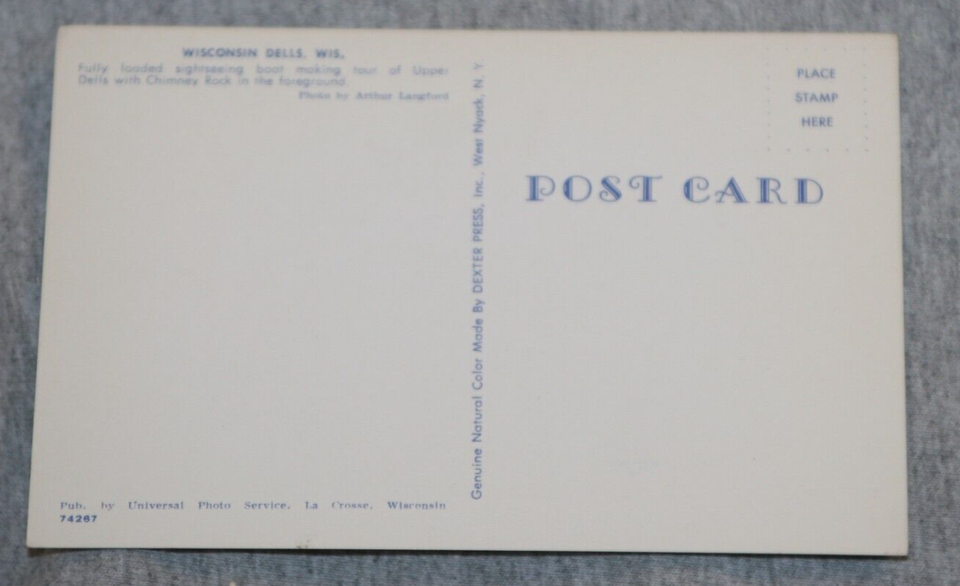 WISCONSIN DELLS, WIS.
Fully loaded sightseeing boat making tour of Upper
Dells with Chimney Rock in the foreground.
Photo by Arthur Langford
Pub. by Universal Photo Service, La Crosse, Wisconsin
74267
Genuine Natural Color Made By DEXTER PRESS, Inc., West Nyack, N. Y
PLACE
STAMP
HERE
POST CARD